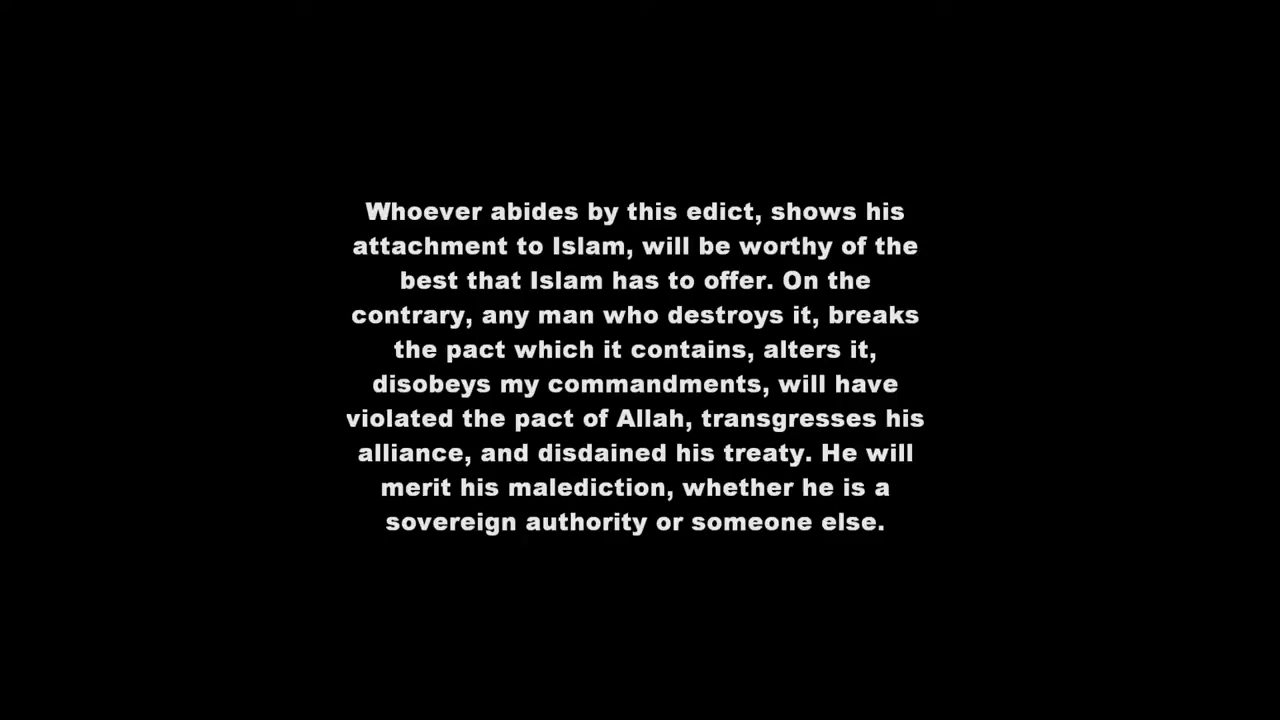 Whoever abides by this edict, shows his
attachment to Islam, will be worthy of the
best that Islam has to offer. On the
contrary, any man who destroys it, breaks
the pact which it contains, alters it,
disobeys my commandments, will have
violated the pact of Allah, transgresses his
alliance, and disdained his treaty. He will
merit his malediction, whether he is a
sovereign authority or someone else.